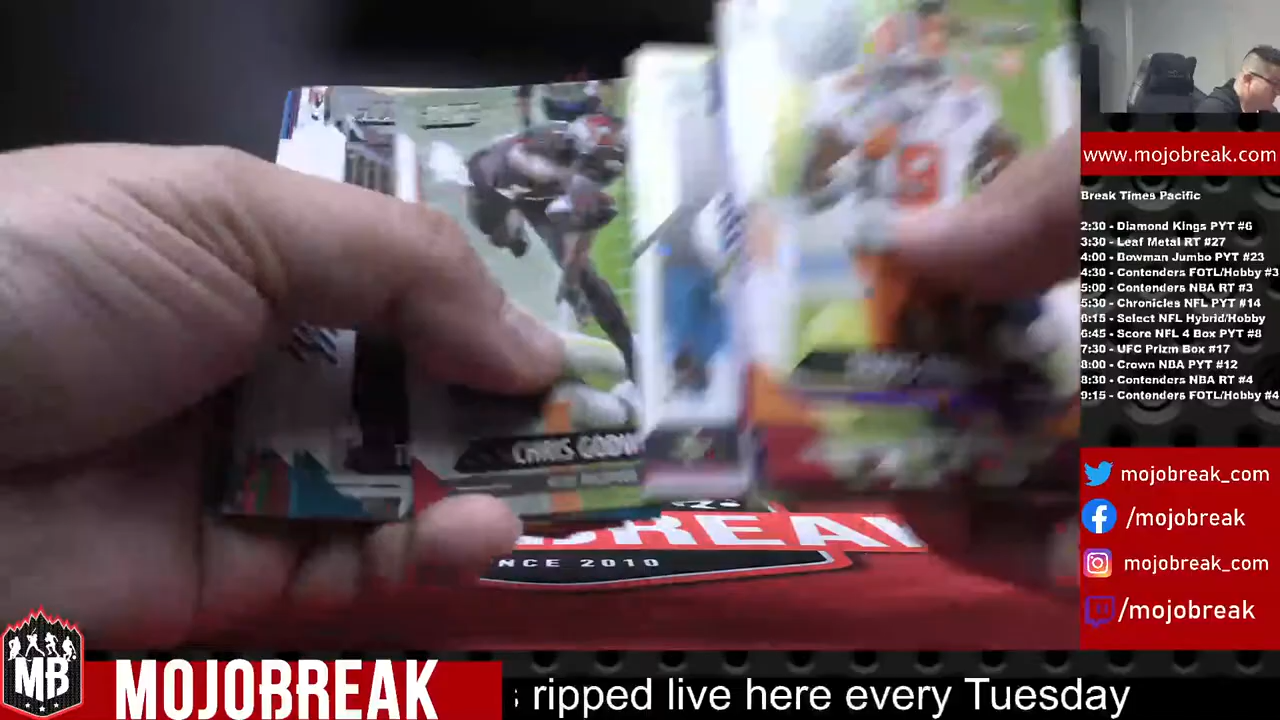 www.mojobreak.com
Break Times Pacific
2:30 - Diamond Kings PYT #6
3:30 - Leaf Metal RT #27
4:00 - Bowman Jumbo PYT #23
4:30 - Contenders FOTL/Hobby #3
5:00 - Contenders NBA RT #3
5:30 - Chronicles NFL PYT #14
6:15 - Select NFL Hybrid/Hobby
6:45 - Score NFL 4 Box PYT #8
7:30 - UFC Prizm Box #17
8:00 - Crown NBA PYT #12
8:30 - Contenders NBA RT #4
9:15 - Contenders FOTL/Hobby #4
CHRIS GODW
9
BREAK
NCE 2010
mojobreak.com
/mojobreak
mojobreak_com
/mojobreak
MB
MOJOBREAK
ripped live here every Tuesday